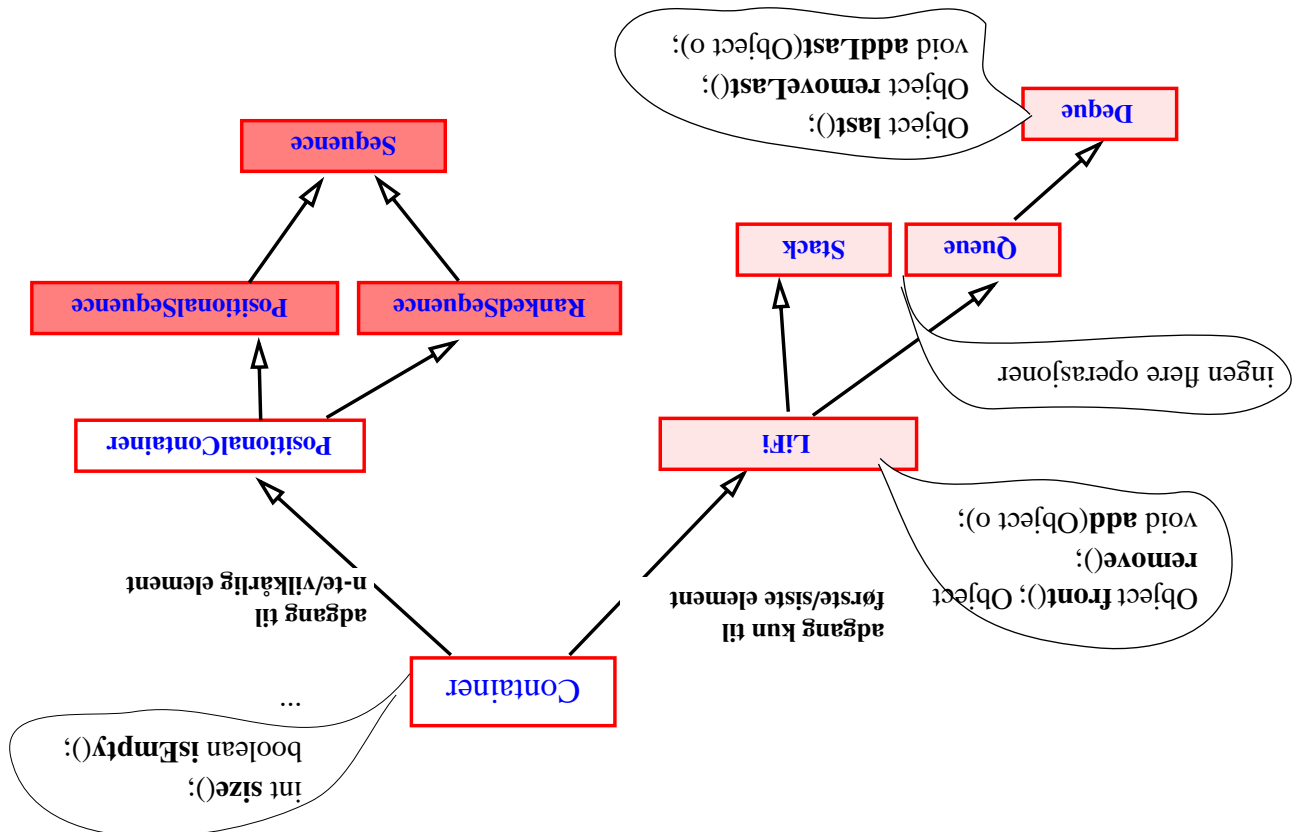 int size();
boolean isEmpty();
...
Container
adgang kun til
første/siste element
adgang til
n-te/vilkårlig element
Object front(); Object
remove();
void add(Object o);
LiFi
PositionalContainer
ingen flere operasjoner
Queue
Stack
RankedSequence
PositionalSequence
Deque
Object last();
Object removeLast();
void addLast(Object o);
Sequence